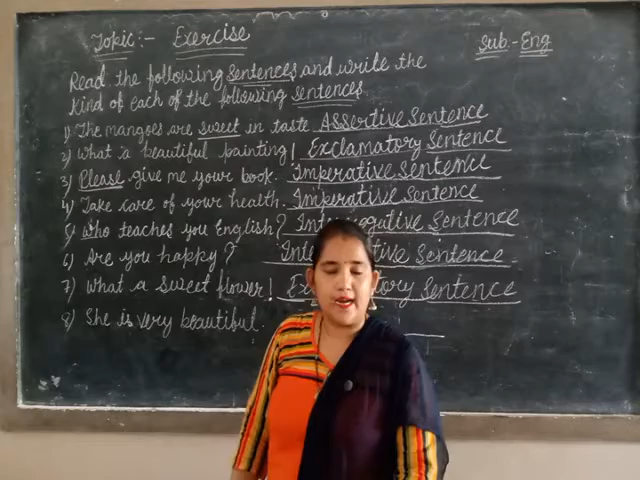 Topic:- Exercise
Sub.- Eng
Read the following sentences and write the
kind of each of the following sentences.
1) The mangoes are sweet in taste Assertive Sentence
2) What a beautiful painting! Exclamatory Sentence
3) Please give me your book. Imperative Sentence
4) Take care of your health. Imperative Sentence
5) Who teaches you English? Interrogative Sentence
6) Are you happy? Sentence
7) What a sweet flower! Sentence
8) She is very beautiful.